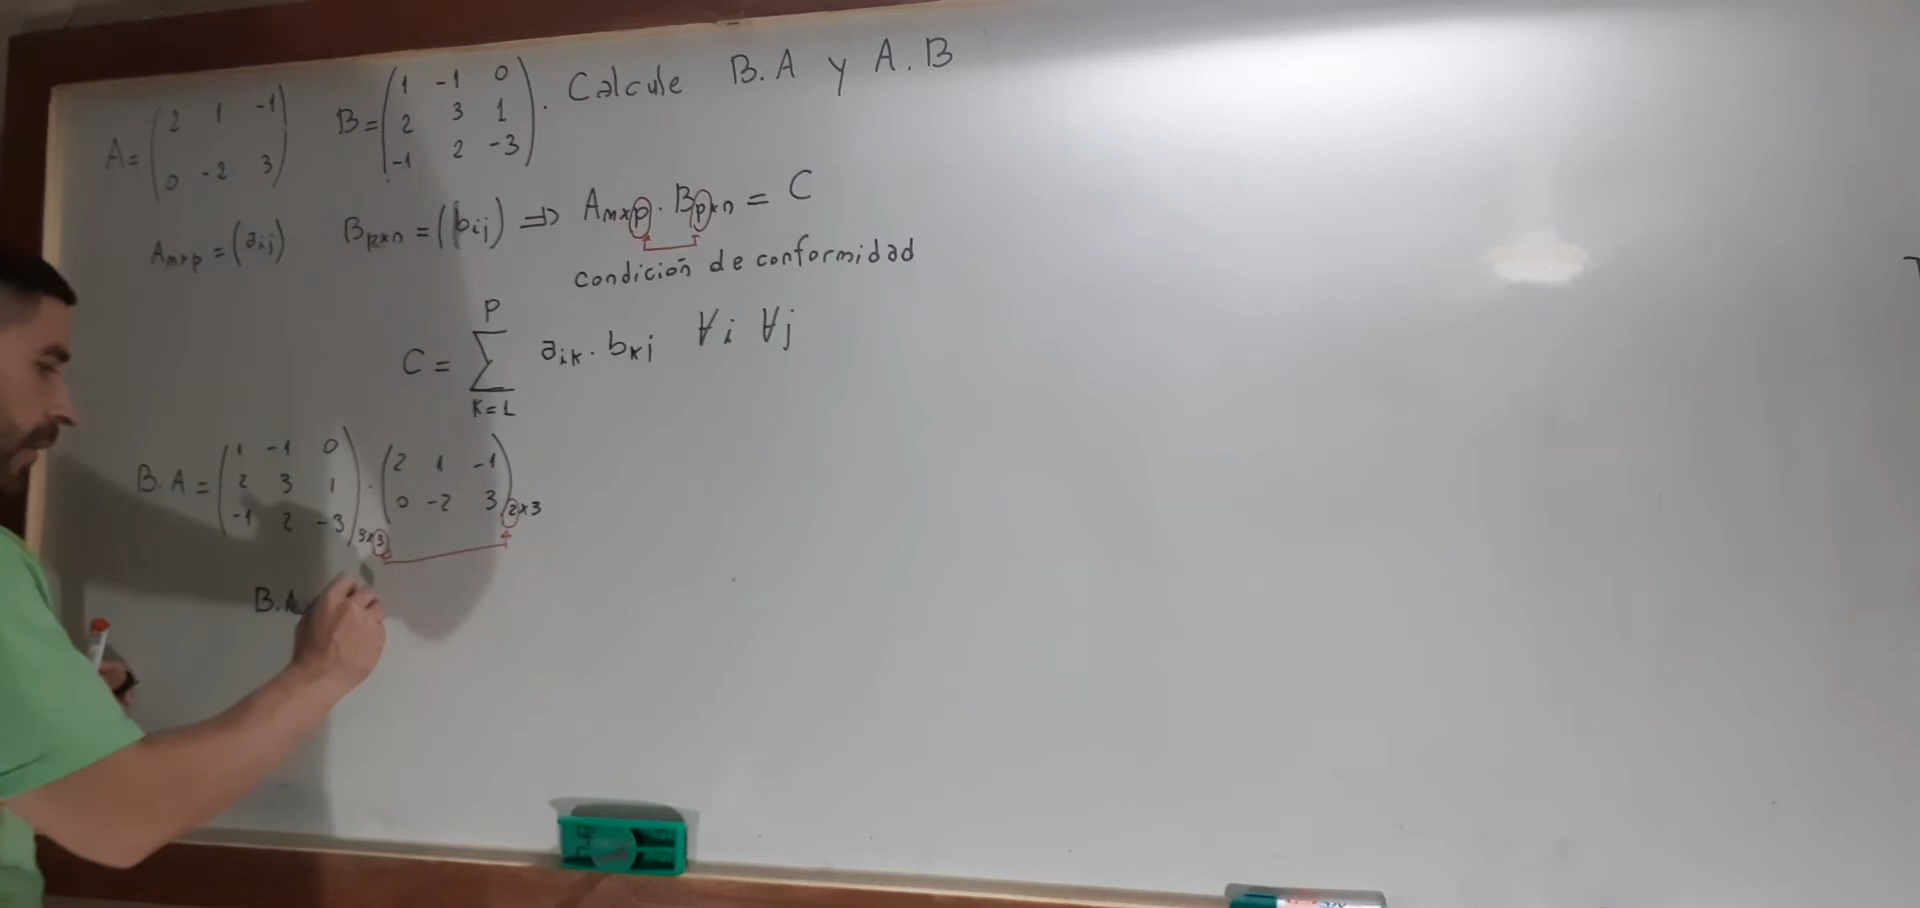 A = ( 2 1 -1 / 0 -2 3 ) B = ( 1 -1 0 / 2 3 1 / -1 2 -3 ) . Calcule B.A y A.B
Amxp = (aij) Bpxn = (bij) ⇒ Amxp . Bpxn = C
condición de conformidad
C = ∑ (K=1, P) aik . bkj ∀i ∀j
B.A = ( 1 -1 0 / 2 3 1 / -1 2 -3 )3x3 . ( 2 1 -1 / 0 -2 3 )2x3
B.A